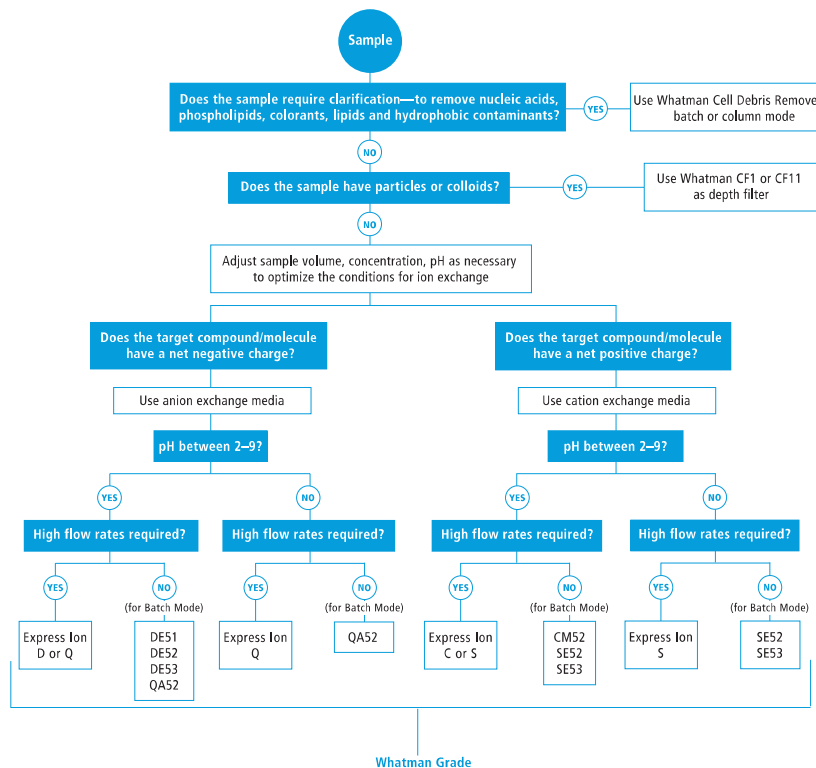 Sample
Does the sample require clarification—to remove nucleic acids,
phospholipids, colorants, lipids and hydrophobic contaminants?
YES
Use Whatman Cell Debris Remove
batch or column mode
NO
Does the sample have particles or colloids?
YES
Use Whatman CF1 or CF11
as depth filter
NO
Adjust sample volume, concentration, pH as necessary
to optimize the conditions for ion exchange
Does the target compound/molecule
have a net negative charge?
Does the target compound/molecule
have a net positive charge?
Use anion exchange media
Use cation exchange media
pH between 2–9?
pH between 2–9?
YES
NO
YES
NO
High flow rates required?
High flow rates required?
High flow rates required?
High flow rates required?
YES
NO
(for Batch Mode)
YES
NO
(for Batch Mode)
YES
NO
(for Batch Mode)
YES
NO
(for Batch Mode)
Express Ion
D or Q
DE51
DE52
DE53
QA52
Express Ion
Q
QA52
Express Ion
C or S
CM52
SE52
SE53
Express Ion
S
SE52
SE53
Whatman Grade